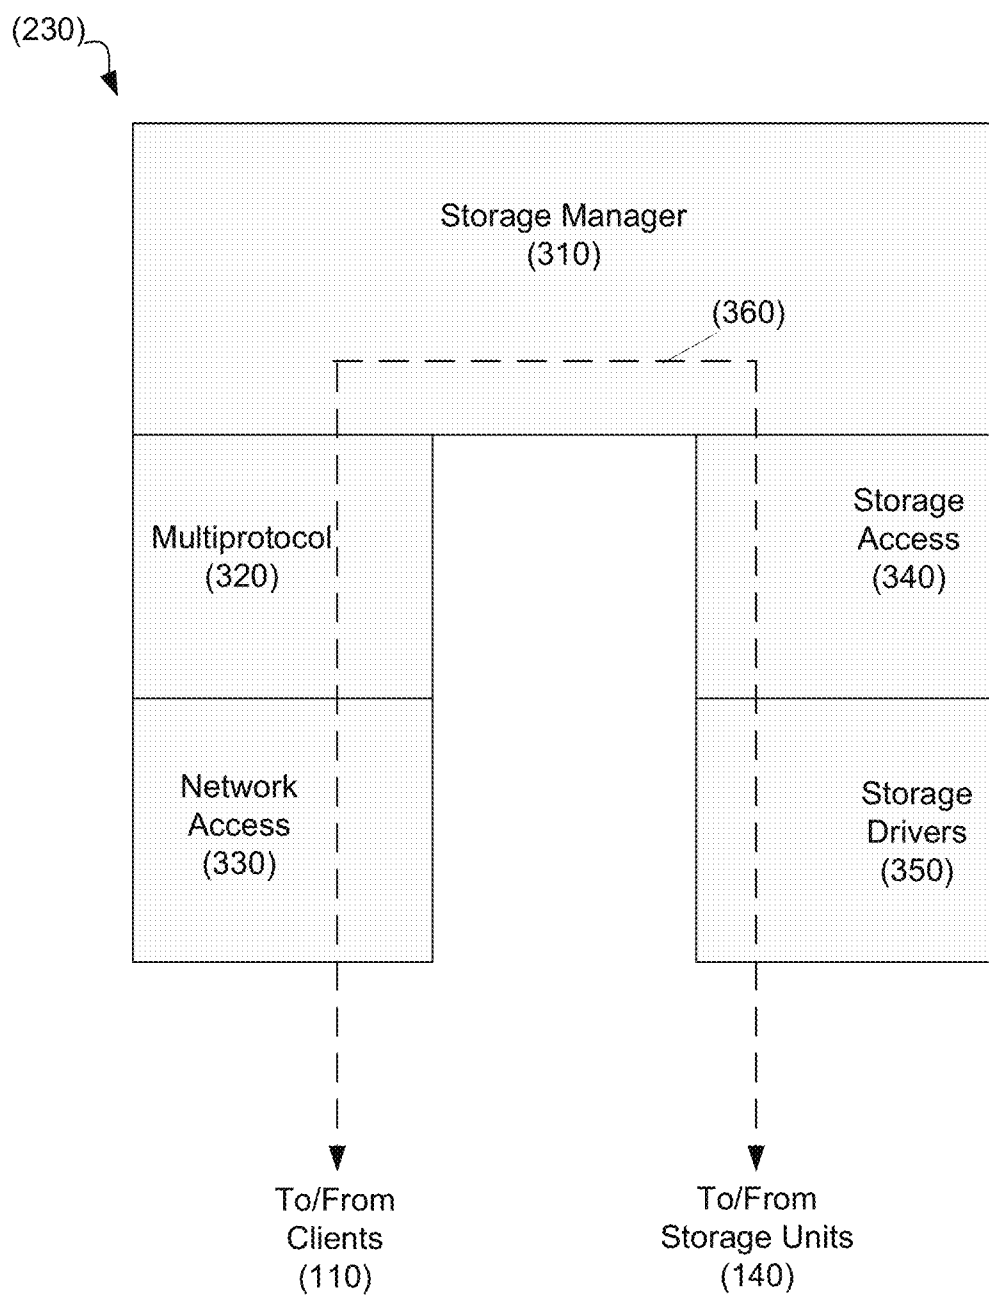 (230)
Storage Manager
(310)
(360)
Multiprotocol
(320)
Storage
Access
(340)
Network
Access
(330)
Storage
Drivers
(350)
To/From
Clients
(110)
To/From
Storage Units
(140)